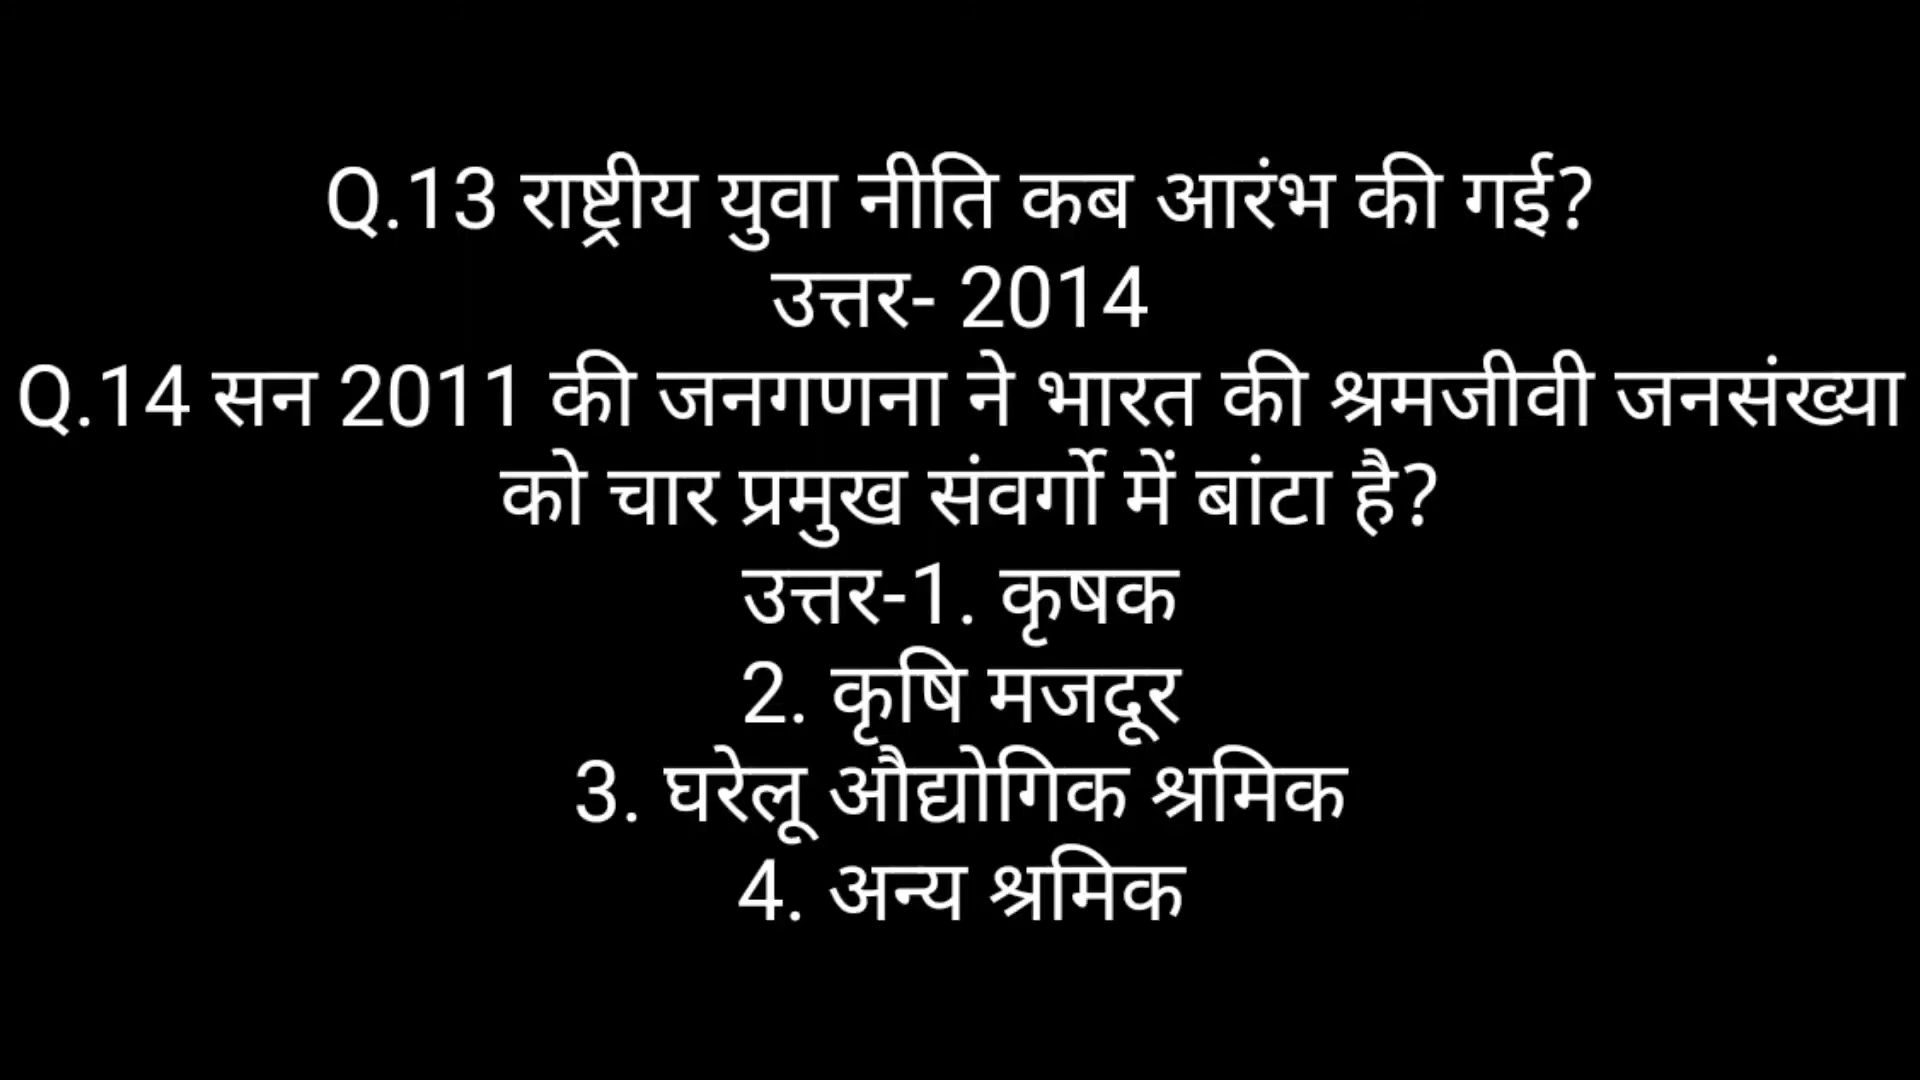 Q.13 राष्ट्रीय युवा नीति कब आरंभ की गई?
उत्तर- 2014
Q.14 सन 2011 की जनगणना ने भारत की श्रमजीवी जनसंख्या
को चार प्रमुख संवर्गो में बांटा है?
उत्तर-1. कृषक
2. कृषि मजदूर
3. घरेलू औद्योगिक श्रमिक
4. अन्य श्रमिक